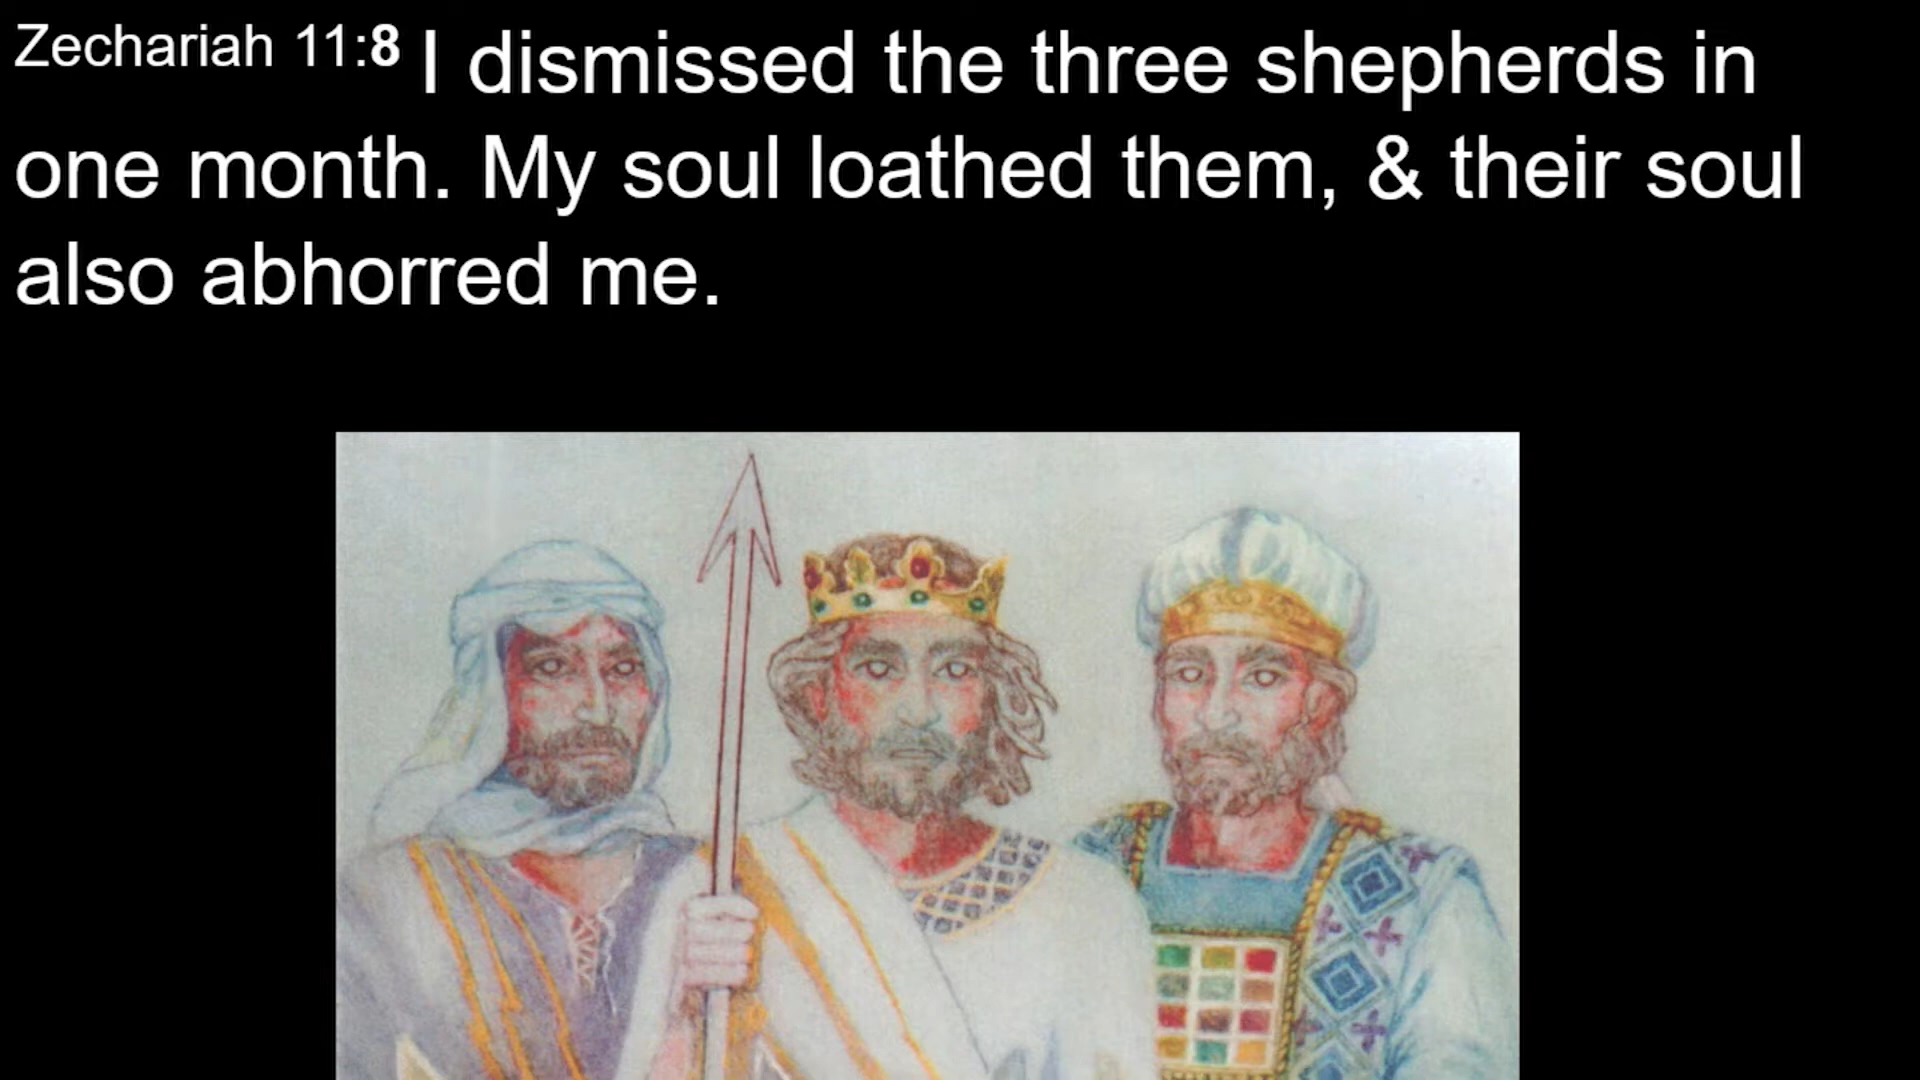 Zechariah 11:8 I dismissed the three shepherds in
one month. My soul loathed them, & their soul
also abhorred me.